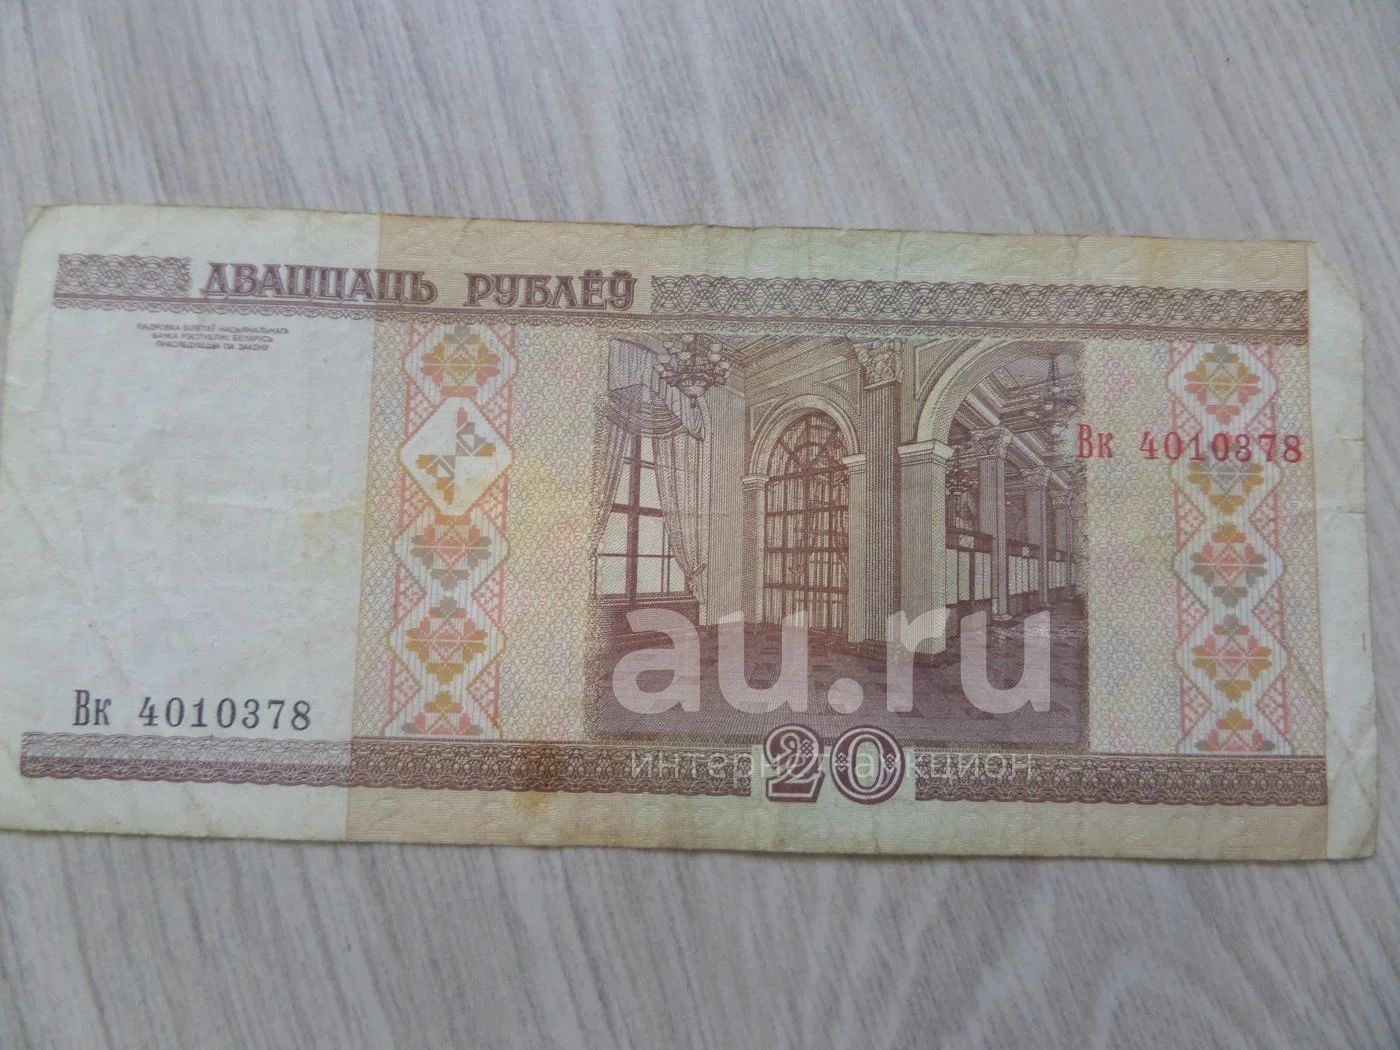 ДВАЦЦАЦЬ РУБЛЁЎ
ПАДРОБКА БІЛЕТАЎ НАЦЫЯНАЛЬНАГА
БАНКА РЭСПУБЛІКІ БЕЛАРУСЬ
ПРАСЛЕДУЕЦЦА ПА ЗАКОНУ
Вк 4010378
au.ru
Вк 4010378
интернет аукцион
20